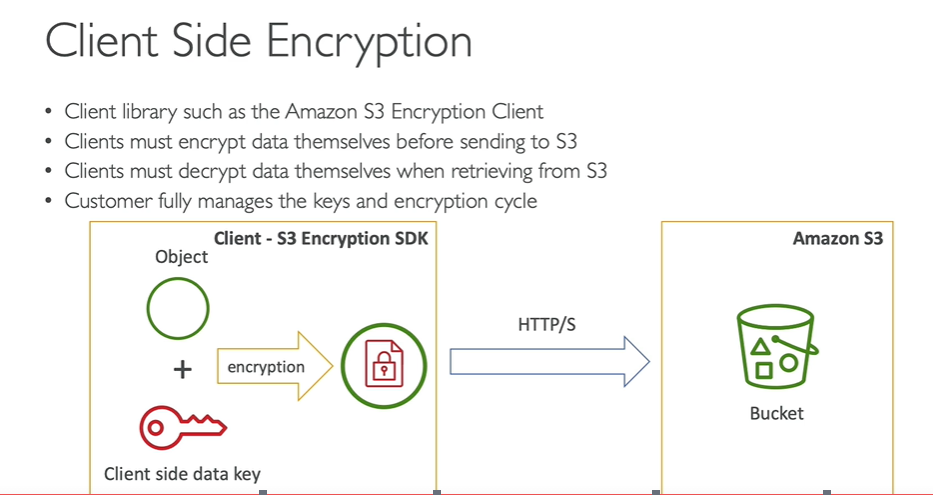 Client Side Encryption
• Client library such as the Amazon S3 Encryption Client
• Clients must encrypt data themselves before sending to S3
• Clients must decrypt data themselves when retrieving from S3
• Customer fully manages the keys and encryption cycle
Client - S3 Encryption SDK
Object
+
encryption
Client side data key
HTTP/S
Amazon S3
Bucket